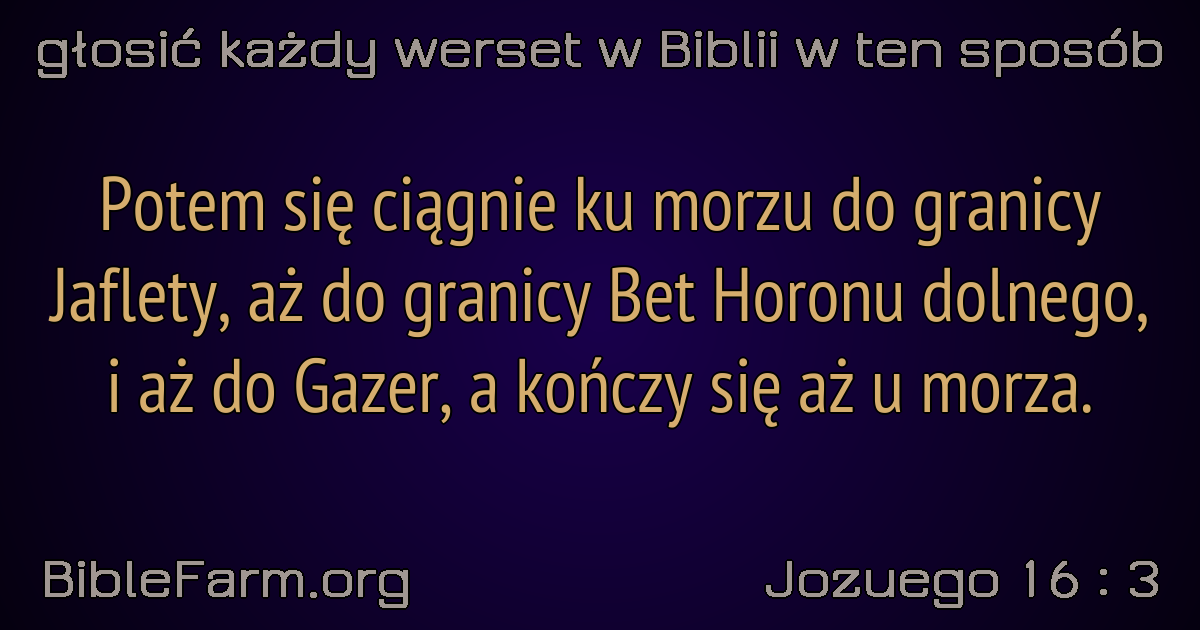 głosić każdy werset w Biblii w ten sposób
Potem się ciągnie ku morzu do granicy
Jaflety, aż do granicy Bet Horonu dolnego,
i aż do Gazer, a kończy się aż u morza.
BibleFarm.org
Jozuego 16 : 3